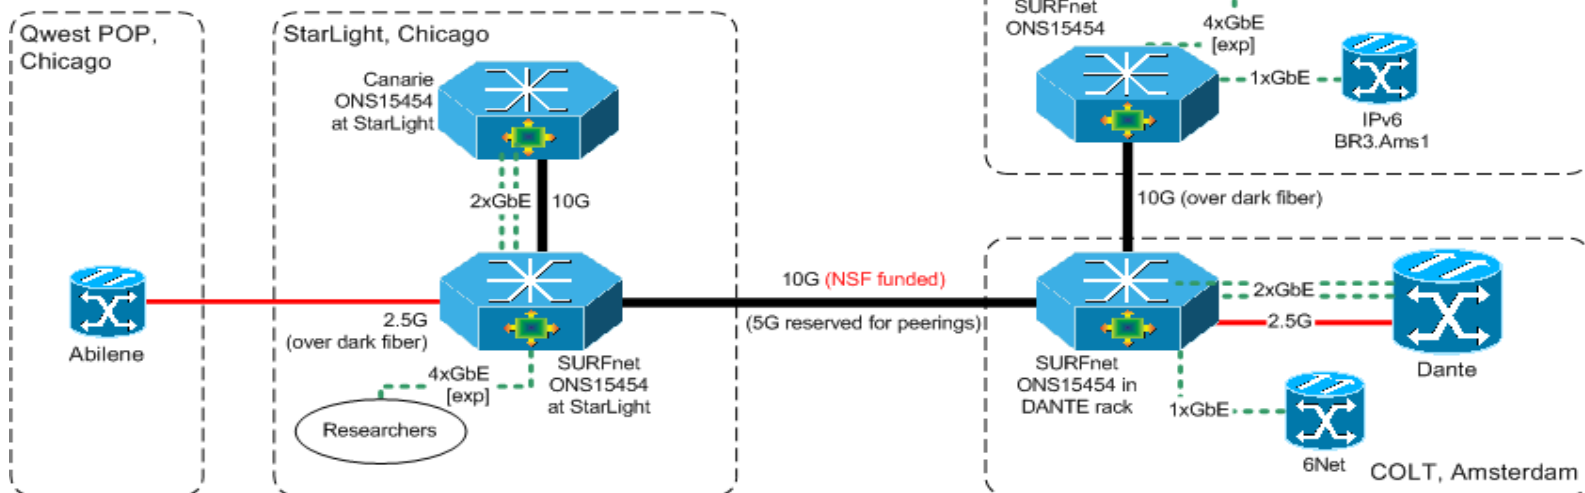 Qwest POP,
Chicago
Abilene
StarLight, Chicago
Canarie
ONS15454
at StarLight
2xGbE
10G
2.5G
(over dark fiber)
4xGbE
[exp]
Researchers
SURFnet
ONS15454
at StarLight
10G (NSF funded)
(5G reserved for peerings)
SURFnet
ONS15454
4xGbE
[exp]
1xGbE
IPv6
BR3.Ams1
10G (over dark fiber)
2xGbE
2.5G
Dante
SURFnet
ONS15454 in
DANTE rack
1xGbE
6Net
COLT, Amsterdam